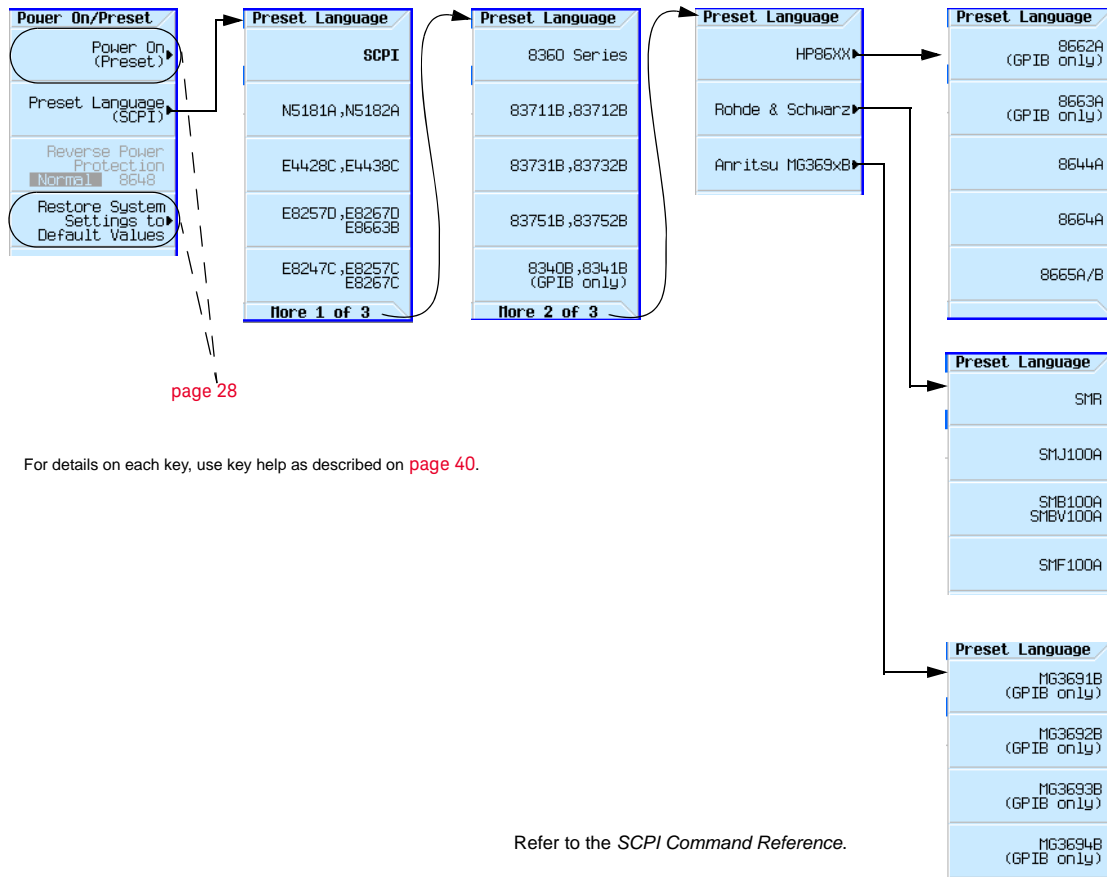 Power On/Preset
Power On
(Preset)
Preset Language
(SCPI)
Reverse Power
Protection
Normal 8648
Restore System
Settings to
Default Values
page 28
For details on each key, use key help as described on page 40.
Preset Language
SCPI
N5181A,N5182A
E4428C,E4438C
E8257D,E8267D
E8663B
E8247C,E8257C
E8267C
More 1 of 3
Preset Language
8360 Series
83711B,83712B
83731B,83732B
83751B,83752B
8340B,8341B
(GPIB only)
More 2 of 3
Preset Language
HP86XX
Rohde & Schwarz
Anritsu MG369xB
Preset Language
8662A
(GPIB only)
8663A
(GPIB only)
8644A
8664A
8665A/B
Preset Language
SMR
SMJ100A
SMB100A
SMBV100A
SMF100A
Preset Language
MG3691B
(GPIB only)
MG3692B
(GPIB only)
MG3693B
(GPIB only)
MG3694B
(GPIB only)
Refer to the SCPI Command Reference.